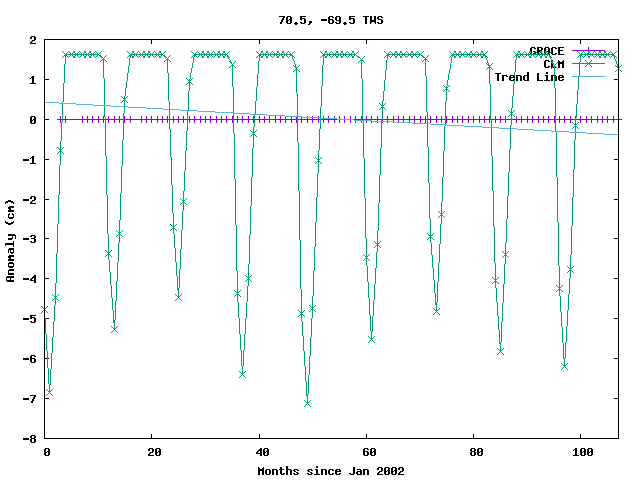 70.5, -69.5 TWS
GRACE
CLM
Trend Line
2
1
0
-1
-2
-3
-4
-5
-6
-7
-8
Anomaly (cm)
0 20 40 60 80 100
Months since Jan 2002